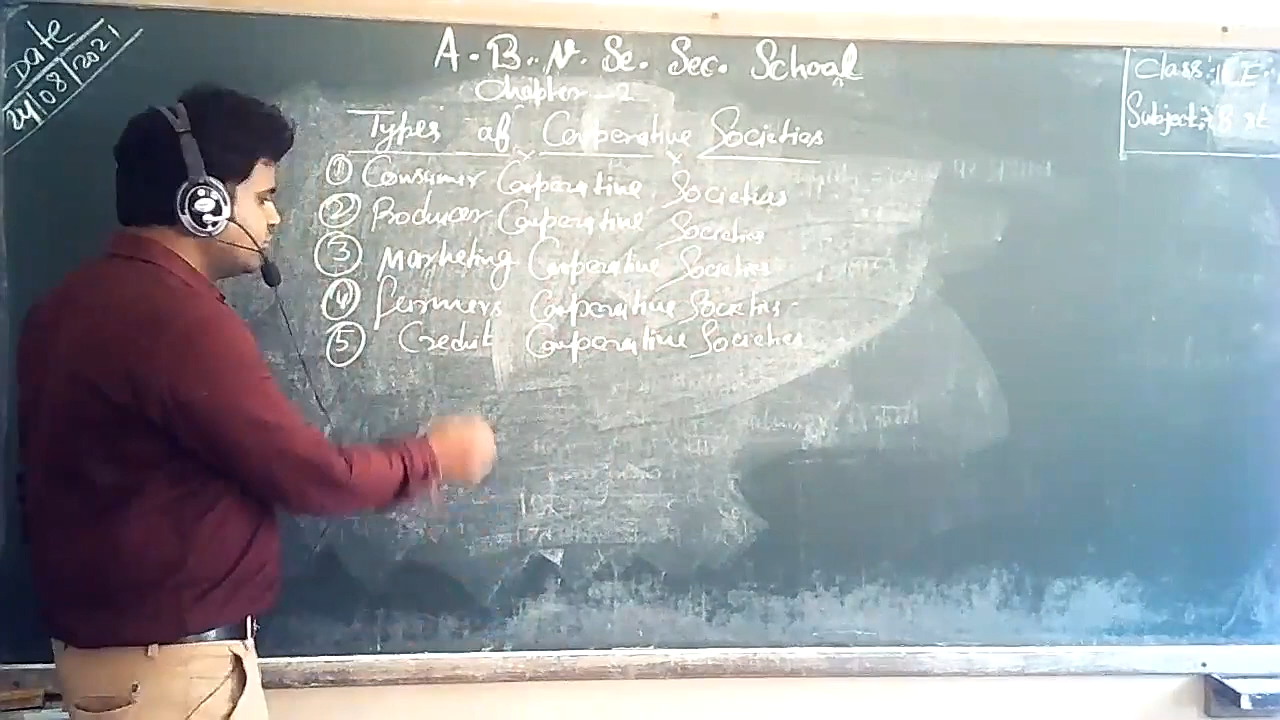 Date
24/08/2021
A. B. N. Se. Sec. School
Chapter - 2
Types of Cooperative Societies
① Consumer Cooperative Societies
② Producer Cooperative Societies
③ Marketing Cooperative Societies
④ farmers Cooperative Societies
⑤ Credit Cooperative Societies
Class:
Subject: